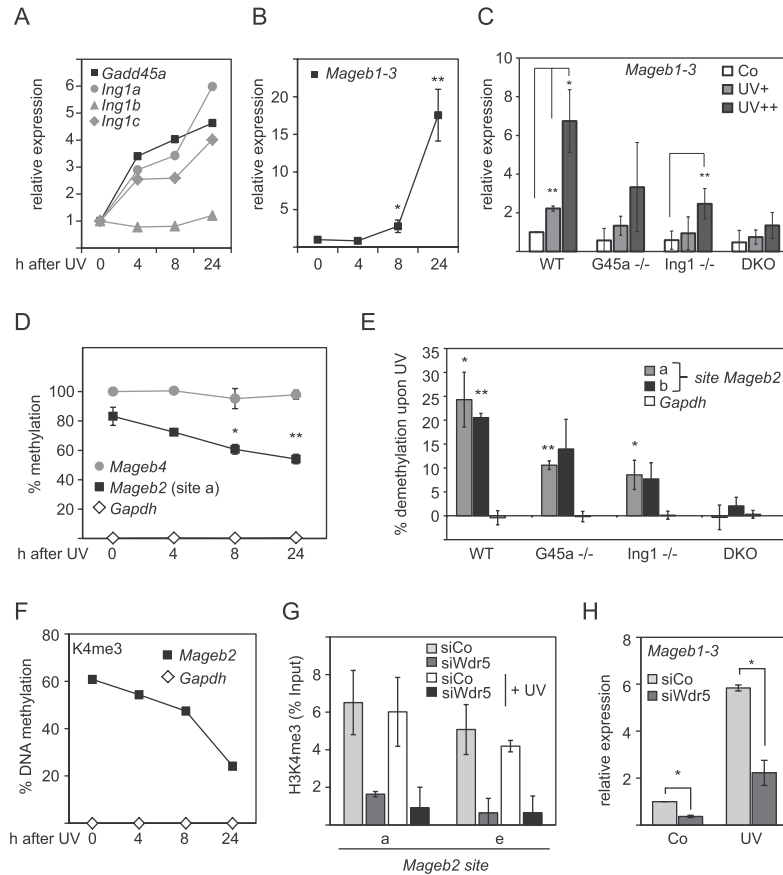 A
relative expression
6
5
4
3
2
1
Gadd45a
Ing1a
Ing1b
Ing1c
h after UV 0 4 8 24
B
relative expression
20
15
10
5
Mageb1-3
*
**
0 4 8 24
C
relative expression
10
8
6
4
2
Mageb1-3
Co
UV+
UV++
**
*
**
WT G45a -/- Ing1 -/- DKO
D
% methylation
100
80
60
40
20
*
**
Mageb4
Mageb2 (site a)
Gapdh
h after UV 0 4 8 24
E
% demethylation upon UV
35
30
25
20
15
10
5
0
a
b
site Mageb2
Gapdh
*
**
**
*
WT G45a -/- Ing1 -/- DKO
F
% DNA methylation
80
60
40
20
K4me3
Mageb2
Gapdh
h after UV 0 4 8 24
G
H3K4me3 (% Input)
8
6
4
2
siCo
siWdr5
siCo
siWdr5
+ UV
a e
Mageb2 site
H
relative expression
8
6
4
2
Mageb1-3
siCo
siWdr5
*
*
Co UV